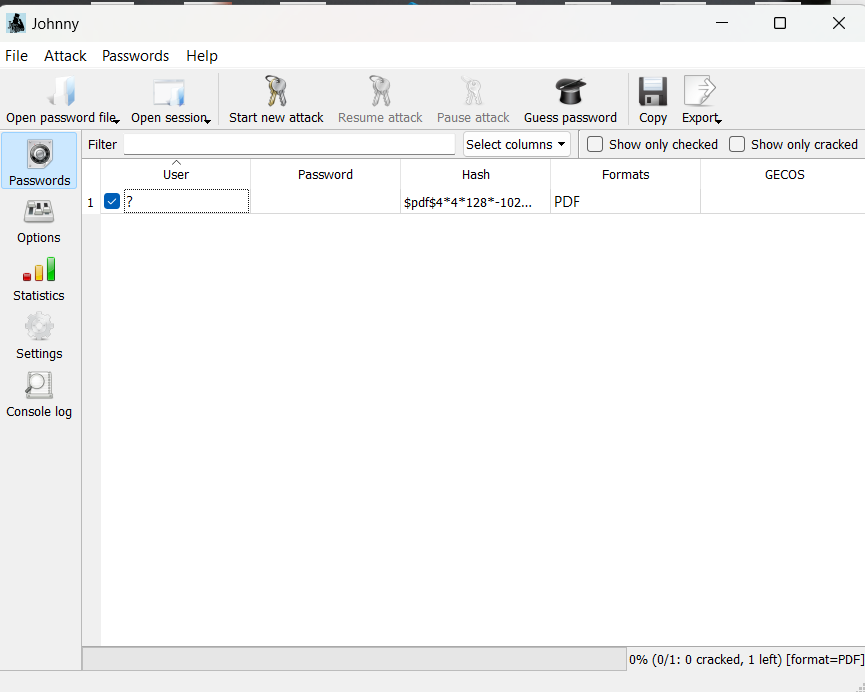 Johnny
File Attack Passwords Help
Open password file Open session Start new attack Resume attack Pause attack Guess password Copy Export
Filter Select columns Show only checked Show only cracked
Passwords
Options
Statistics
Settings
Console log
User Password Hash Formats GECOS
1 ? $pdf$4*4*128*-102... PDF
0% (0/1: 0 cracked, 1 left) [format=PDF]